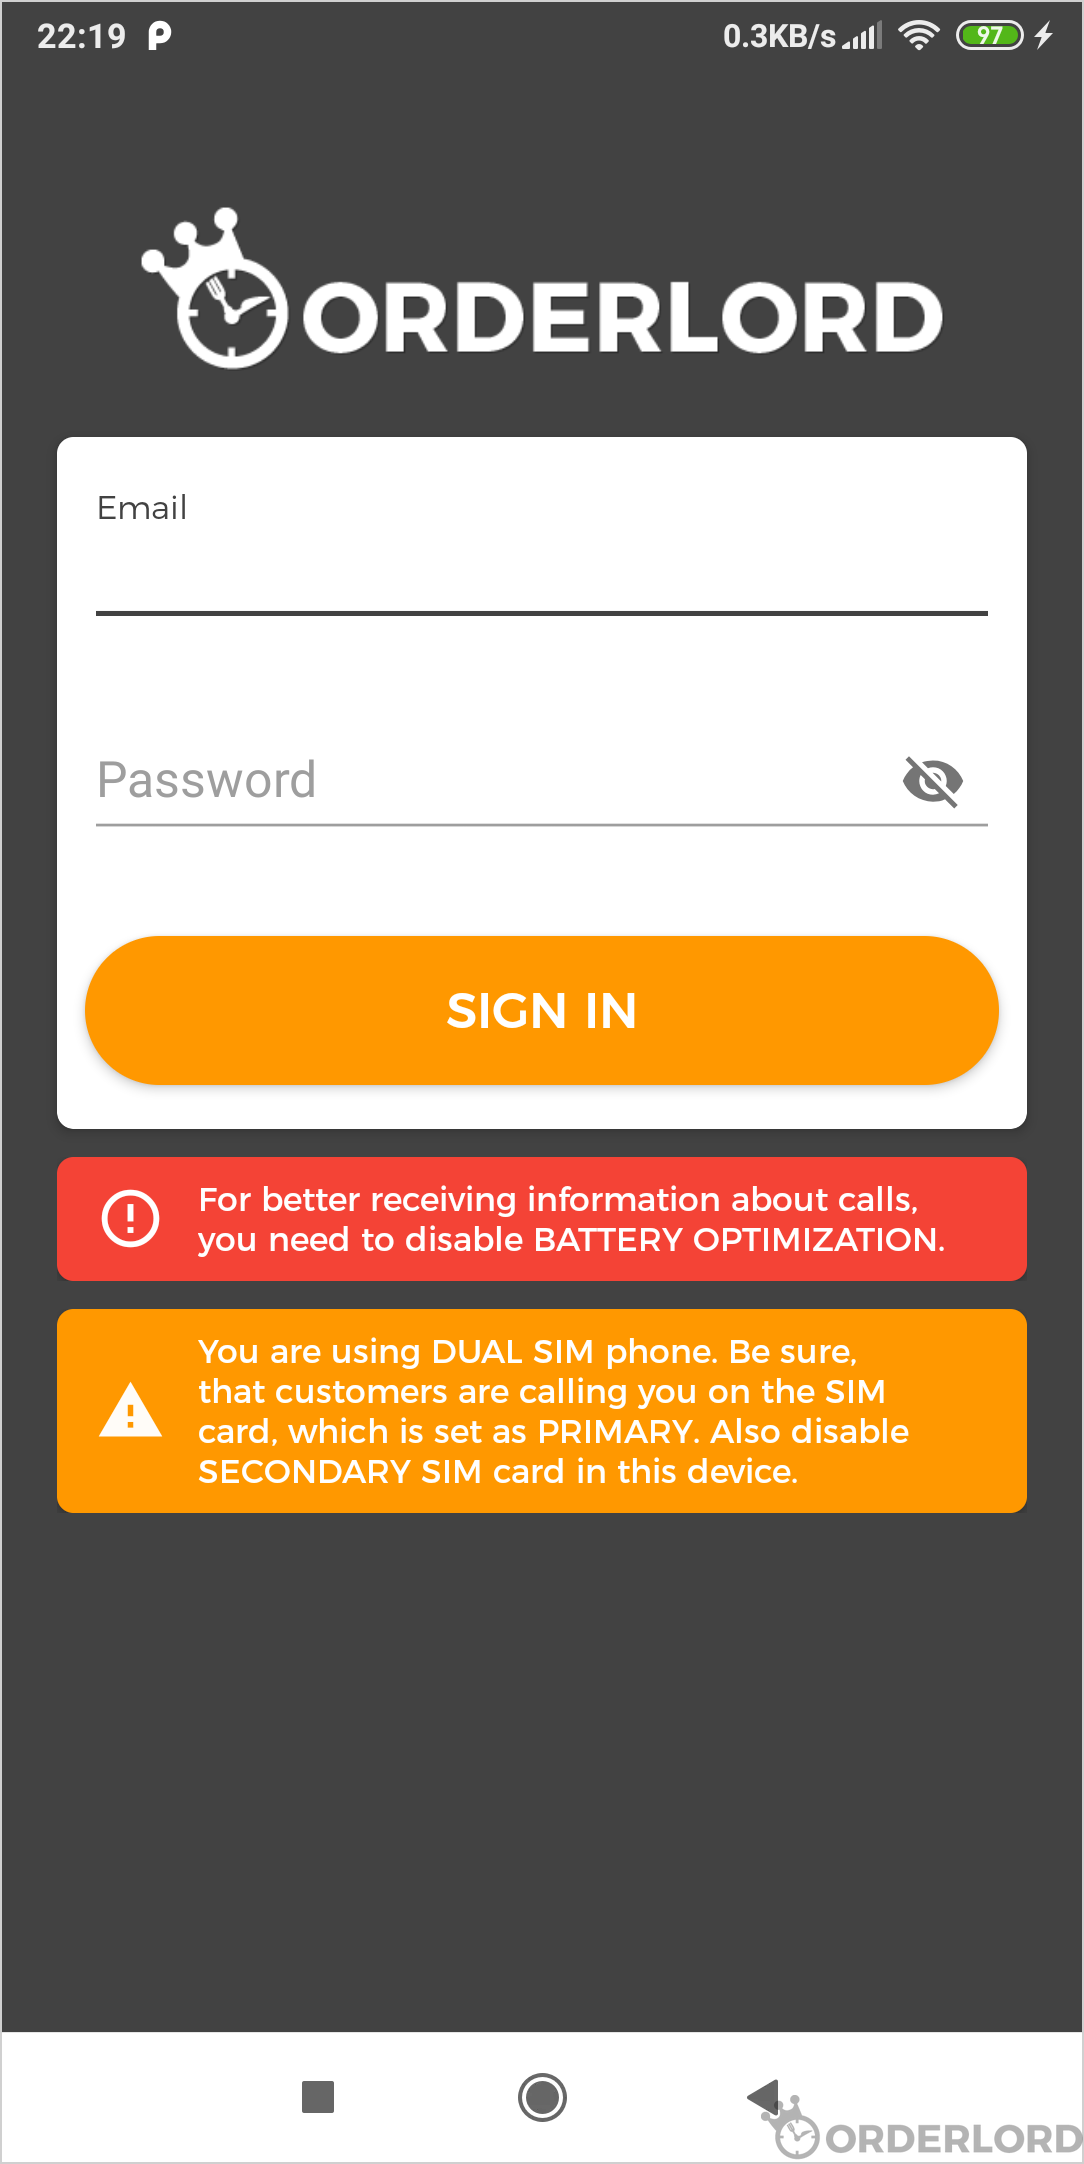 22:19 0.3KB/s 97
ORDERLORD
Email
Password
SIGN IN
For better receiving information about calls,
you need to disable BATTERY OPTIMIZATION.
You are using DUAL SIM phone. Be sure,
that customers are calling you on the SIM
card, which is set as PRIMARY. Also disable
SECONDARY SIM card in this device.
ORDERLORD